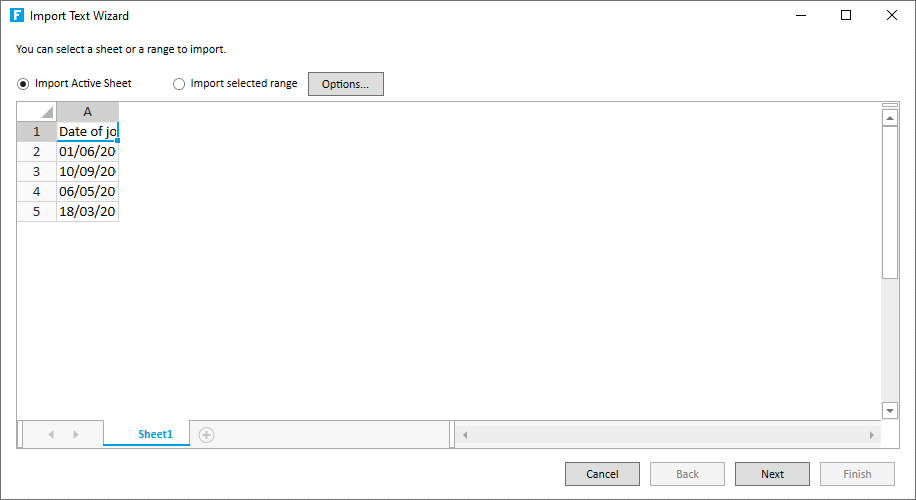 F Import Text Wizard
You can select a sheet or a range to import.
Import Active Sheet Import selected range Options...
A
1 Date of jo
2 01/06/20
3 10/09/20
4 06/05/20
5 18/03/20
Sheet1
Cancel Back Next Finish